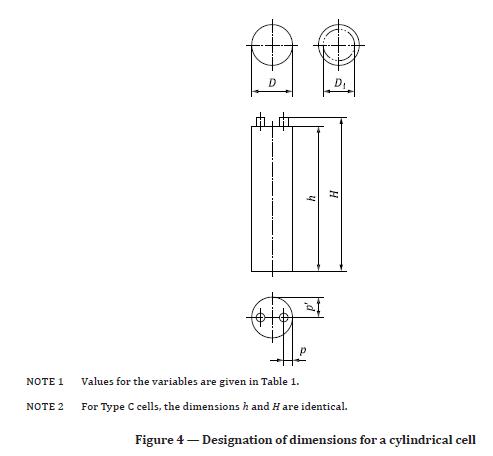 D D₁
h H
p'
p
NOTE 1 Values for the variables are given in Table 1.
NOTE 2 For Type C cells, the dimensions h and H are identical.
Figure 4 — Designation of dimensions for a cylindrical cell